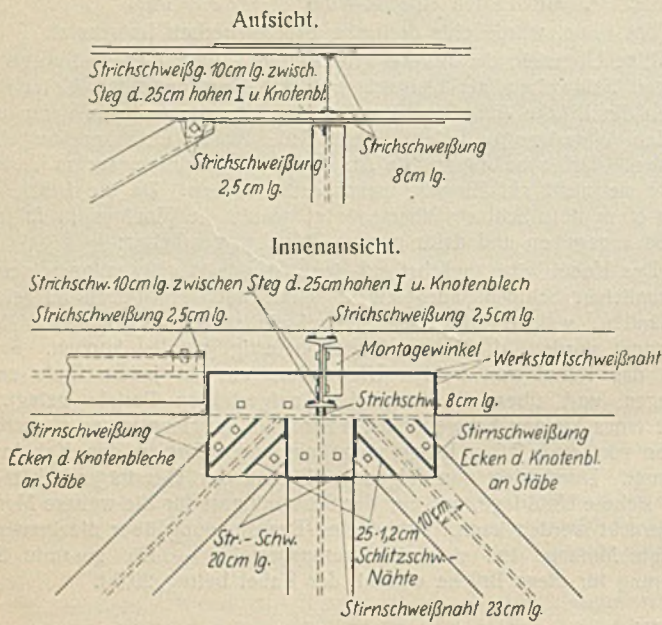 Aufsicht.
Strichschweißg. 10cm lg. zwisch.
Steg d. 25cm hohen I u Knotenbl.
Strichschweißung
2,5cm lg.
Strichschweißung
8cm lg.
Innenansicht.
Strichschw. 10cm lg. zwischen Steg d. 25cm hohen I u. Knotenblech
Strichschweißung 2,5cm lg.
Strichschweißung 2,5cm lg.
Montagewinkel
Werkstattschweißnaht
Strichschw. 8cm lg.
Stirnschweißung
Ecken d. Knotenbleche
an Stäbe
Stirnschweißung
Ecken d. Knotenbl.
an Stäbe
10cm
Str.-Schw.
20cm lg.
25·1,2cm
Schlitzschw.-
Nähte
Stirnschweißnaht 23cm lg.